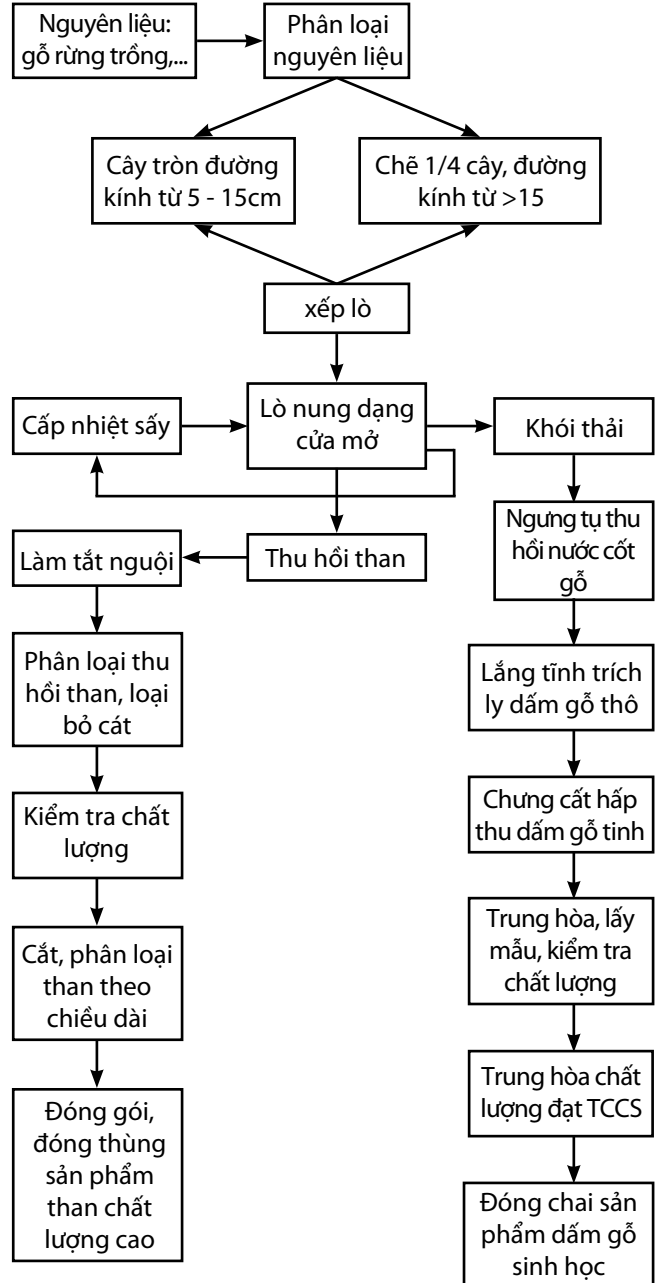 Nguyên liệu:
gỗ rừng trồng,...
Phân loại
nguyên liệu
Cây tròn đường
kính từ 5 - 15cm
Chẽ 1/4 cây, đường
kính từ >15
xếp lò
Cấp nhiệt sấy
Lò nung dạng
cửa mở
Khói thải
Làm tắt nguội
Thu hồi than
Ngưng tụ thu
hồi nước cốt
gỗ
Phân loại thu
hồi than, loại
bỏ cát
Lắng tĩnh trích
ly dấm gỗ thô
Kiểm tra chất
lượng
Chưng cất hấp
thu dấm gỗ tinh
Cắt, phân loại
than theo
chiều dài
Trung hòa, lấy
mẫu, kiểm tra
chất lượng
Đóng gói,
đóng thùng
sản phẩm
than chất
lượng cao
Trung hòa chất
lượng đạt TCCS
Đóng chai sản
phẩm dấm gỗ
sinh học